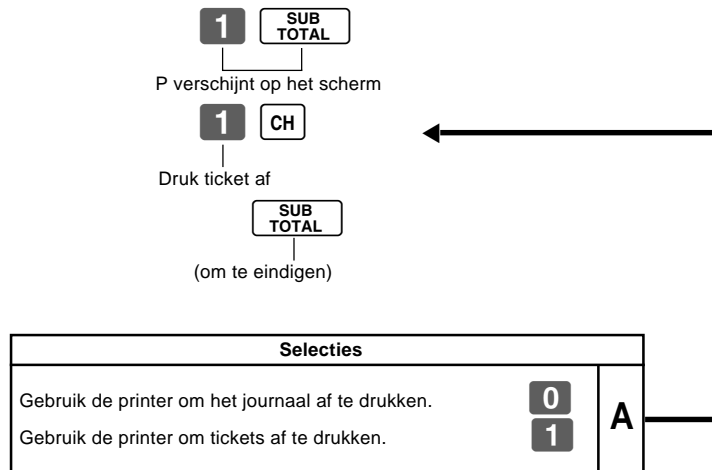 1 SUB TOTAL
P verschijnt op het scherm
1 CH
Druk ticket af
SUB TOTAL
(om te eindigen)
Selecties
Gebruik de printer om het journaal af te drukken. 0
Gebruik de printer om tickets af te drukken. 1
A